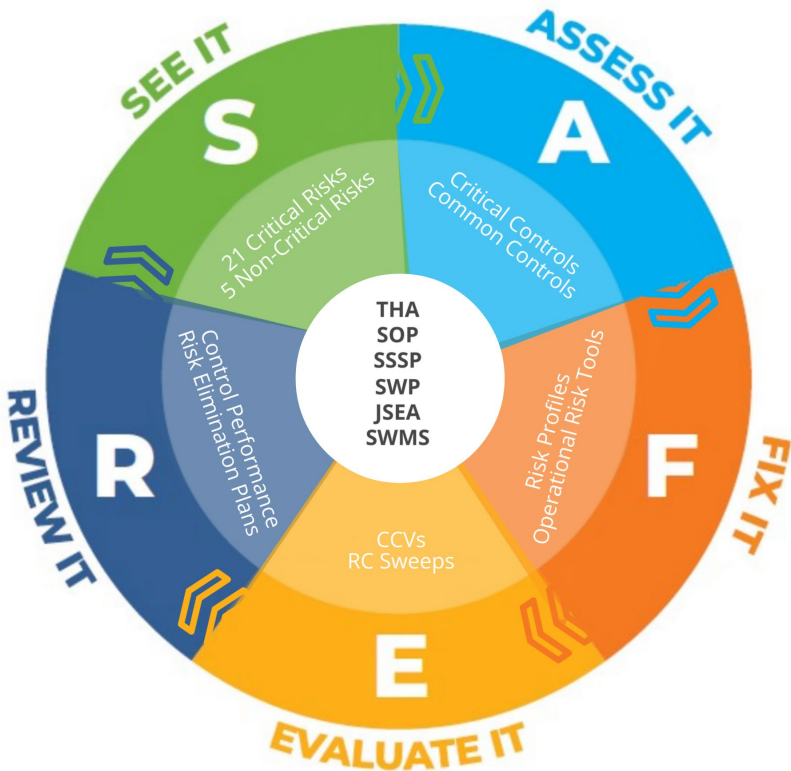 SEE IT
S
21 Critical Risks
5 Non-Critical Risks
ASSESS IT
A
Critical Controls
Common Controls
FIX IT
F
Risk Profiles
Operational Risk Tools
EVALUATE IT
E
CCVs
RC Sweeps
REVIEW IT
R
Control Performance
Risk Elimination Plans
THA
SOP
SSSP
SWP
JSEA
SWMS